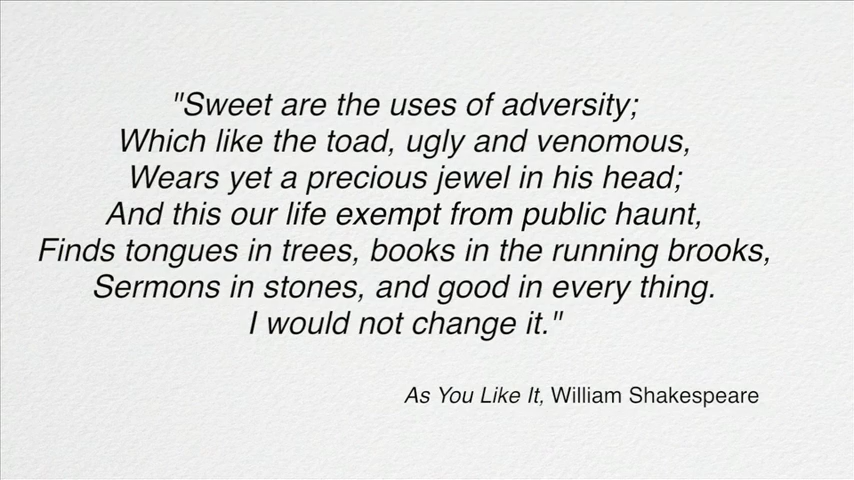 "Sweet are the uses of adversity;
Which like the toad, ugly and venomous,
Wears yet a precious jewel in his head;
And this our life exempt from public haunt,
Finds tongues in trees, books in the running brooks,
Sermons in stones, and good in every thing.
I would not change it."
As You Like It, William Shakespeare